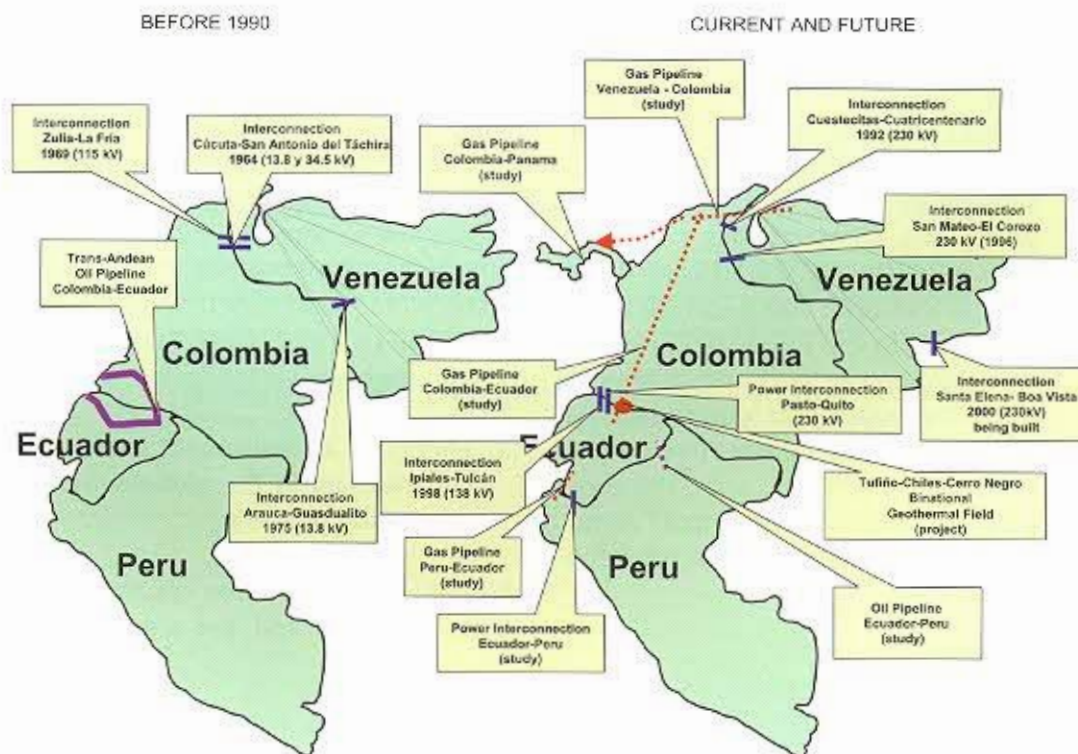 BEFORE 1990
Interconnection
Zulia-La Fria
1969 (115 kV)
Interconnection
Cúcuta-San Antonio del Táchira
1964 (13.8 y 34.5 kV)
Trans-Andean
Oil Pipeline
Colombia-Ecuador
Venezuela
Colombia
Ecuador
Interconnection
Arauca-Guasdualito
1975 (13.8 kV)
Peru
CURRENT AND FUTURE
Gas Pipeline
Venezuela - Colombia
(study)
Interconnection
Cuestecitas-Cuatricentenario
1992 (230 kV)
Gas Pipeline
Colombia-Panama
(study)
Interconnection
San Mateo-El Corozo
230 kV (1996)
Venezuela
Colombia
Gas Pipeline
Colombia-Ecuador
(study)
Power Interconnection
Pasto-Quito
(230 kV)
Interconnection
Santa Elena- Boa Vista
2000 (230kV)
being built
Ecuador
Interconnection
Ipiales-Tulcán
1998 (138 kV)
Tufiño-Chiles-Cerro Negro
Binational
Geothermal Field
(project)
Gas Pipeline
Peru-Ecuador
(study)
Peru
Oil Pipeline
Ecuador-Peru
(study)
Power Interconnection
Ecuador-Peru
(study)